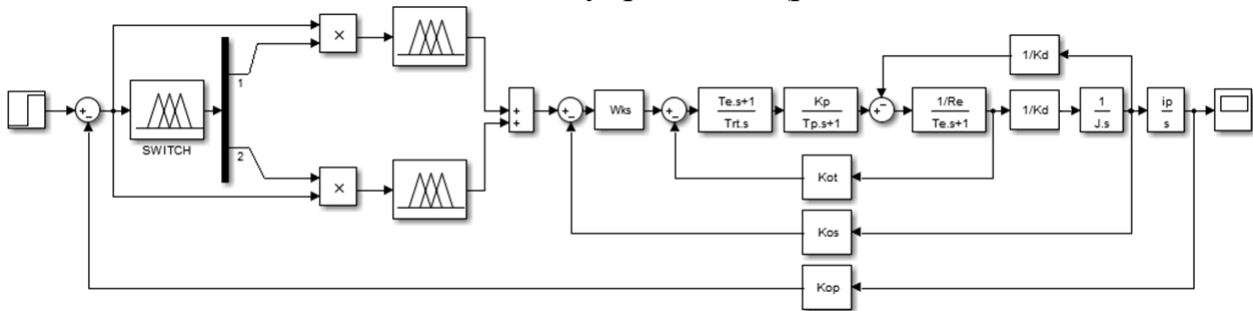 ×
1/Kd
+
−
SWITCH
1
2
+
+
+
−
Wks
+
−
Te.s+1
Trt.s
Kp
Tp.s+1
−
+
1/Re
Te.s+1
1/Kd
1
J.s
ip
s
×
Kot
Kos
Kop